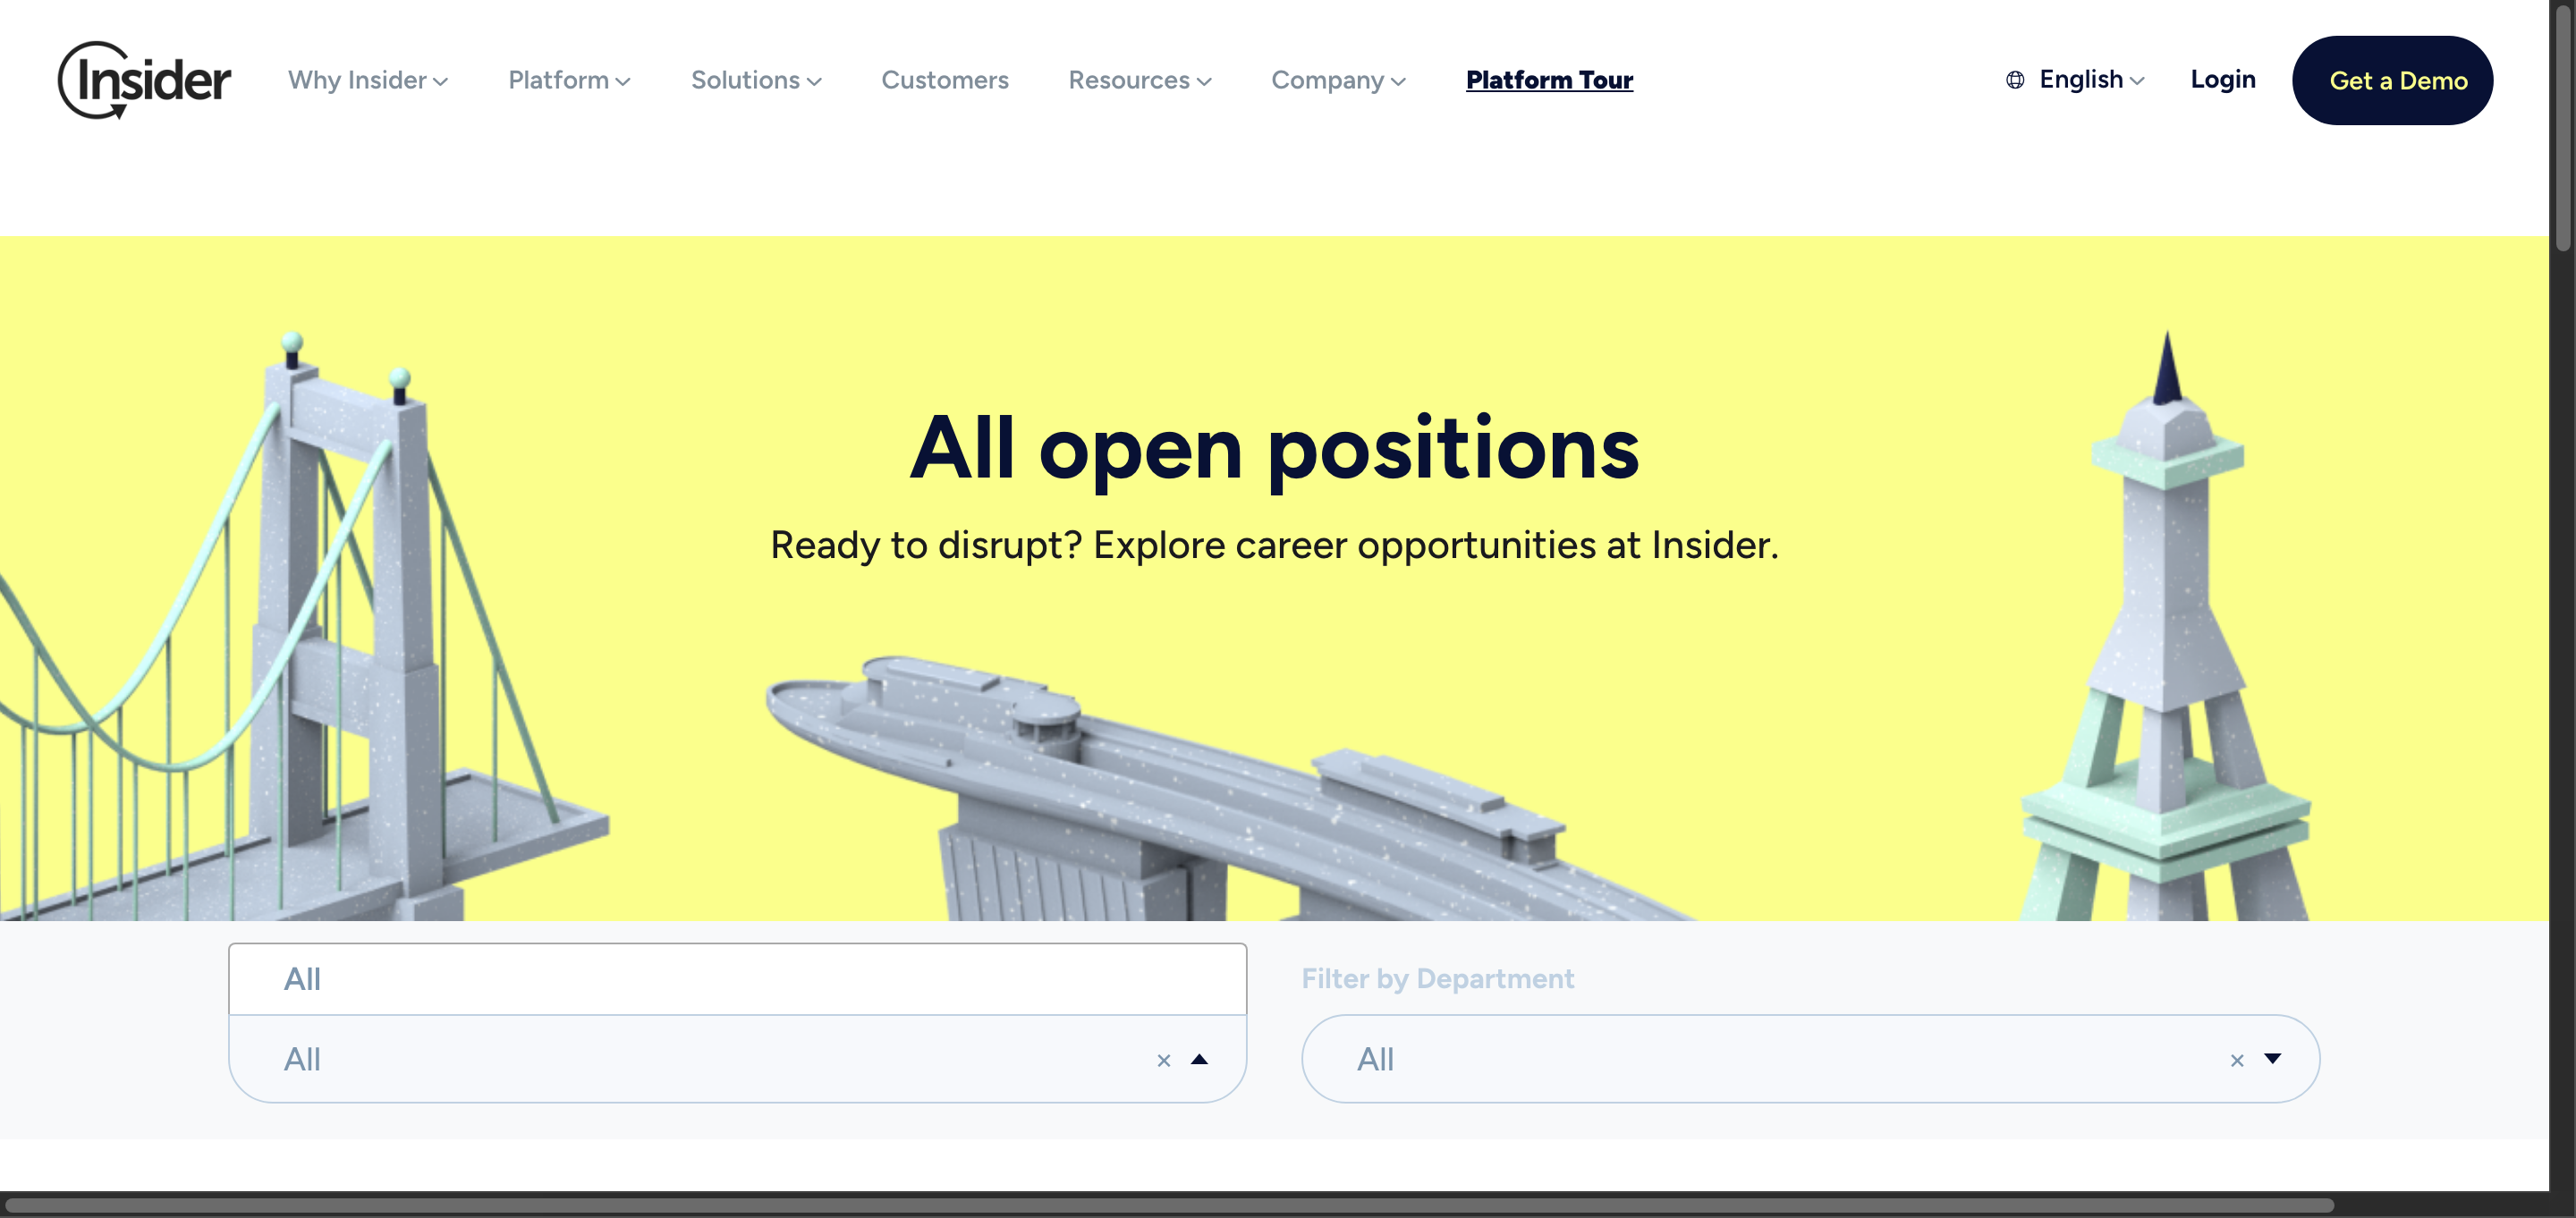 Insider Why Insider Platform Solutions Customers Resources Company Platform Tour English Login Get a Demo
All open positions
Ready to disrupt? Explore career opportunities at Insider.
All
Filter by Department
All ×
All ×